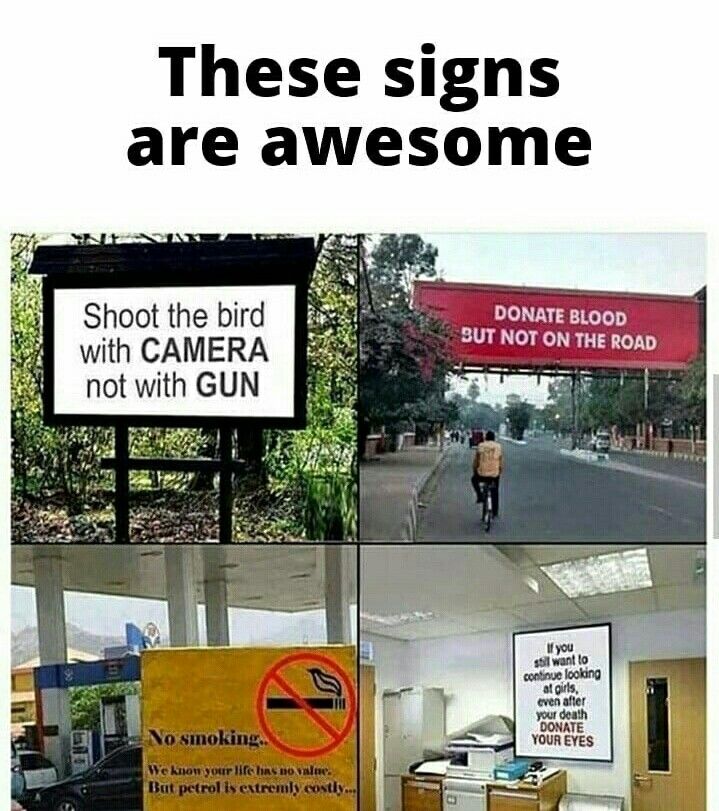 These signs
are awesome
Shoot the bird
with CAMERA
not with GUN
DONATE BLOOD
BUT NOT ON THE ROAD
No smoking..
We know your life has no value.
But petrol is extremly costly...
If you
still want to
continue looking
at girls,
even after
your death
DONATE
YOUR EYES